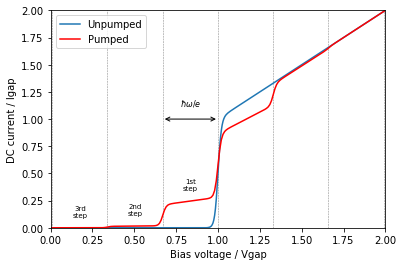 Unpumped
Pumped
ħω/e
1st
step
2nd
step
3rd
step
DC current / Igap
2.00
1.75
1.50
1.25
1.00
0.75
0.50
0.25
0.00
0.00 0.25 0.50 0.75 1.00 1.25 1.50 1.75 2.00
Bias voltage / Vgap